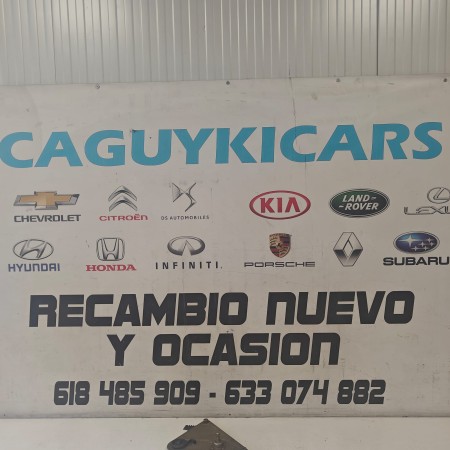 CAGUYKICARS
CHEVROLET CITROËN DS AUTOMOBILES KIA LAND-ROVER LEXUS
HYUNDAI HONDA INFINITI PORSCHE SUBARU
RECAMBIO NUEVO
Y OCASION
618 485 909 - 633 074 882